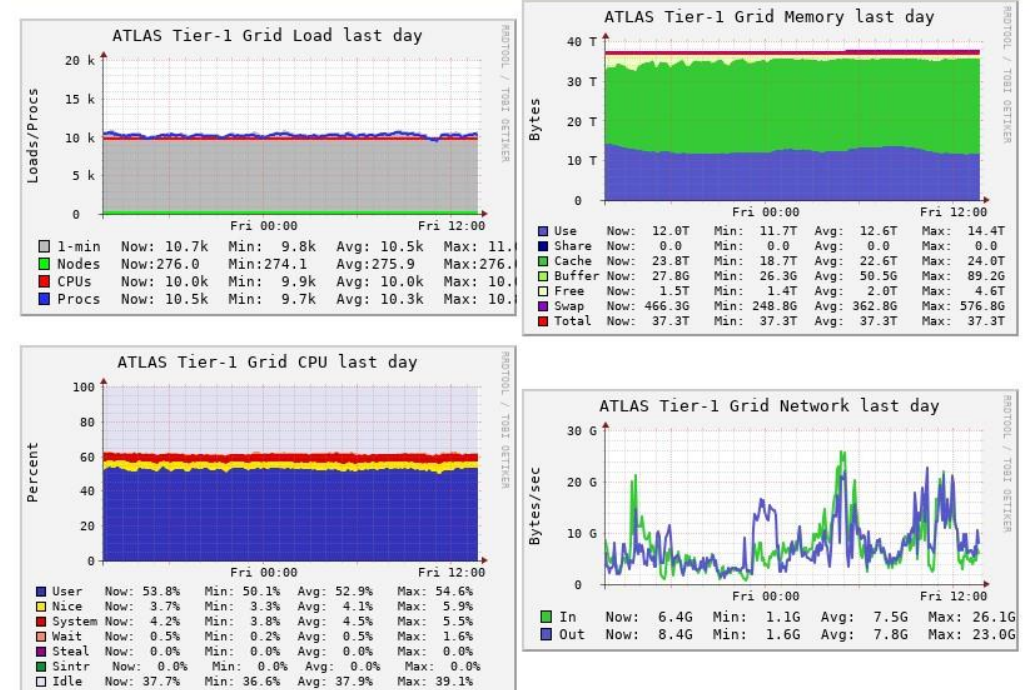 ATLAS Tier-1 Grid Load last day
RRDTOOL / TOBI OETIKER
Loads/Procs
20 k
15 k
10 k
5 k
0
Fri 00:00 Fri 12:00
1-min Now: 10.7k Min: 9.8k Avg: 10.5k Max: 11.
Nodes Now:276.0 Min:274.1 Avg:275.9 Max:276.
CPUs Now: 10.0k Min: 9.9k Avg: 10.0k Max: 10.
Procs Now: 10.5k Min: 9.7k Avg: 10.3k Max: 10.
ATLAS Tier-1 Grid Memory last day
RRDTOOL / TOBI OETIKER
Bytes
40 T
30 T
20 T
10 T
0
Fri 00:00 Fri 12:00
Use Now: 12.0T Min: 11.7T Avg: 12.6T Max: 14.4T
Share Now: 0.0 Min: 0.0 Avg: 0.0 Max: 0.0
Cache Now: 23.8T Min: 18.7T Avg: 22.6T Max: 24.0T
Buffer Now: 27.8G Min: 26.3G Avg: 50.5G Max: 89.2G
Free Now: 1.5T Min: 1.4T Avg: 2.0T Max: 4.6T
Swap Now: 466.3G Min: 248.8G Avg: 362.8G Max: 576.8G
Total Now: 37.3T Min: 37.3T Avg: 37.3T Max: 37.3T
ATLAS Tier-1 Grid CPU last day
RRDTOOL / TOBI OETIKER
Percent
100
80
60
40
20
0
Fri 00:00 Fri 12:00
User Now: 53.8% Min: 50.1% Avg: 52.9% Max: 54.6%
Nice Now: 3.7% Min: 3.3% Avg: 4.1% Max: 5.9%
System Now: 4.2% Min: 3.8% Avg: 4.5% Max: 5.5%
Wait Now: 0.5% Min: 0.2% Avg: 0.5% Max: 1.6%
Steal Now: 0.0% Min: 0.0% Avg: 0.0% Max: 0.0%
Sintr Now: 0.0% Min: 0.0% Avg: 0.0% Max: 0.0%
Idle Now: 37.7% Min: 36.6% Avg: 37.9% Max: 39.1%
ATLAS Tier-1 Grid Network last day
RRDTOOL / TOBI OETIKER
Bytes/sec
30 G
20 G
10 G
0
Fri 00:00 Fri 12:00
In Now: 6.4G Min: 1.1G Avg: 7.5G Max: 26.1G
Out Now: 8.4G Min: 1.6G Avg: 7.8G Max: 23.0G